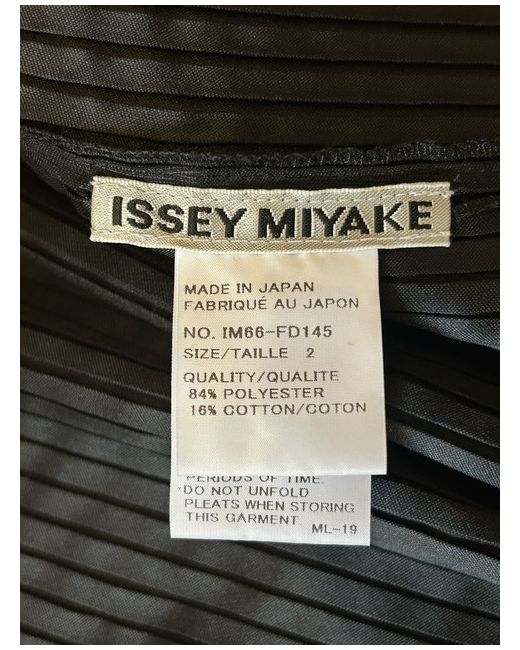 ISSEY MIYAKE
MADE IN JAPAN
FABRIQUÉ AU JAPON
NO. IM66-FD145
SIZE/TAILLE 2
QUALITY/QUALITE
84% POLYESTER
16% COTTON/COTON
PERIODS OF TIME.
DO NOT UNFOLD
PLEATS WHEN STORING
THIS GARMENT
ML-19